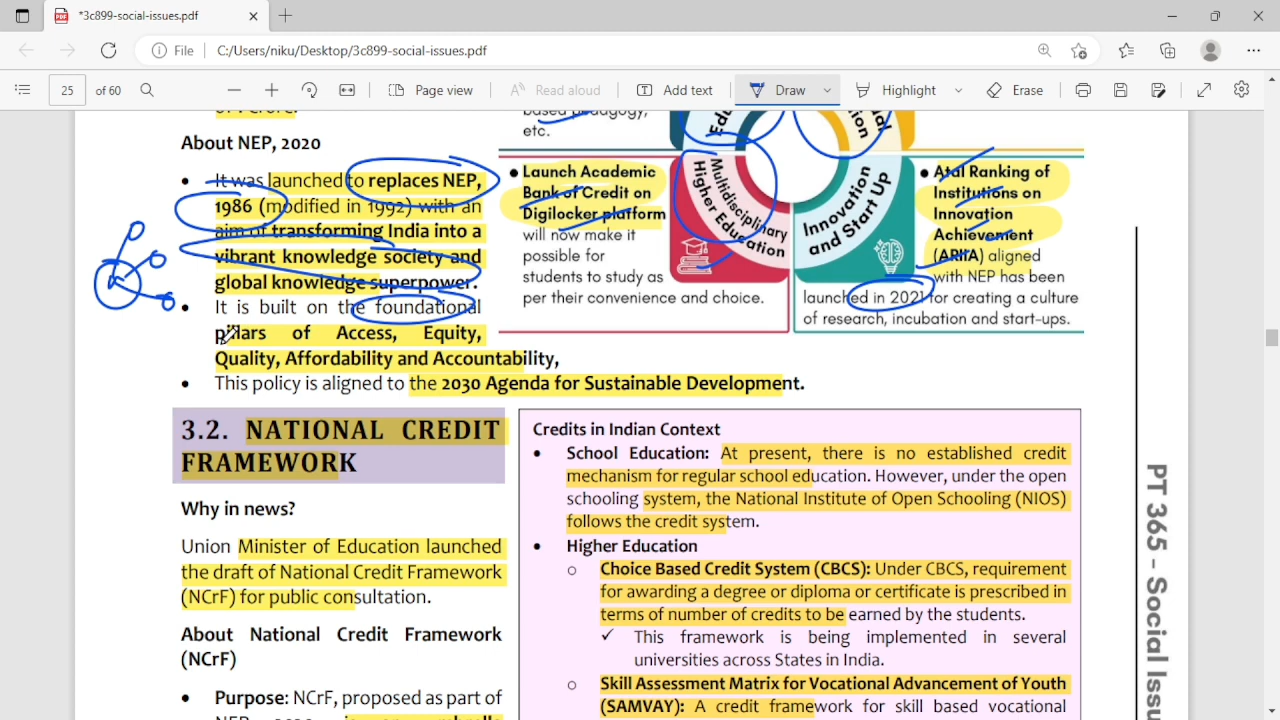 *3c899-social-issues.pdf
File
C:/Users/niku/Desktop/3c899-social-issues.pdf
25 of 60
Page view
Read aloud
Add text
Draw
Highlight
Erase
About NEP, 2020
• It was launched to replaces NEP,
1986 (modified in 1992) with an
aim of transforming India into a
vibrant knowledge society and
global knowledge superpower.
• It is built on the foundational
pillars of Access, Equity,
Quality, Affordability and Accountability,
• This policy is aligned to the 2030 Agenda for Sustainable Development.
based pedagogy,
etc.
• Launch Academic
Bank of Credit on
Digilocker platform
will now make it
possible for
students to study as
per their convenience and choice.
Multidisciplinary
Higher Education
Innovation
and Start Up
• Atal Ranking of
Institutions on
Innovation
Achievement
(ARIIA) aligned
with NEP has been
launched in 2021 for creating a culture
of research, incubation and start-ups.
3.2. NATIONAL CREDIT
FRAMEWORK
Why in news?
Union Minister of Education launched
the draft of National Credit Framework
(NCrF) for public consultation.
About National Credit Framework
(NCrF)
• Purpose: NCrF, proposed as part of
Credits in Indian Context
• School Education: At present, there is no established credit
mechanism for regular school education. However, under the open
schooling system, the National Institute of Open Schooling (NIOS)
follows the credit system.
• Higher Education
o Choice Based Credit System (CBCS): Under CBCS, requirement
for awarding a degree or diploma or certificate is prescribed in
terms of number of credits to be earned by the students.
✓ This framework is being implemented in several
universities across States in India.
o Skill Assessment Matrix for Vocational Advancement of Youth
(SAMVAY): A credit framework for skill based vocational
PT 365 - Social Issu